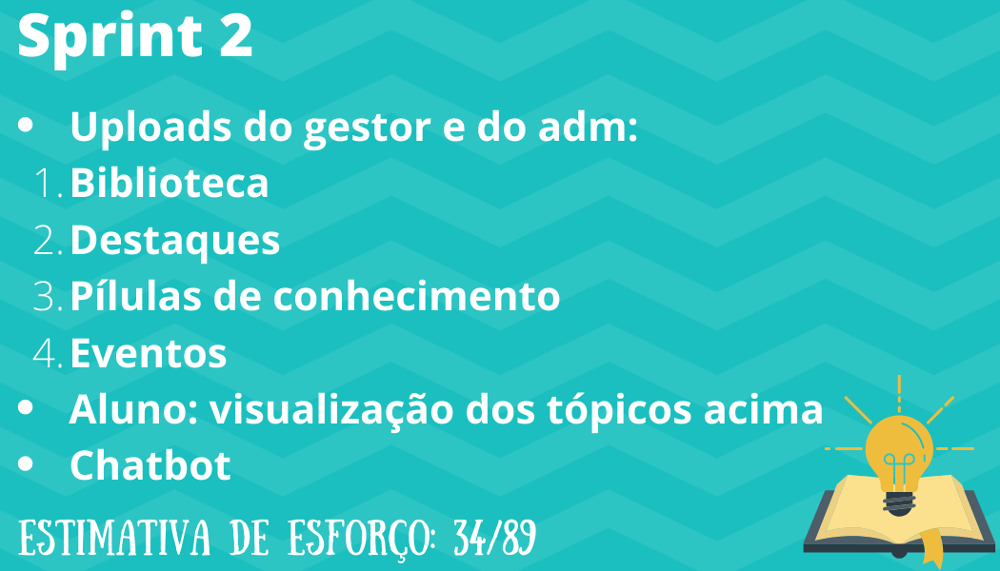 Sprint 2
• Uploads do gestor e do adm:
1. Biblioteca
2. Destaques
3. Pílulas de conhecimento
4. Eventos
• Aluno: visualização dos tópicos acima
• Chatbot
ESTIMATIVA DE ESFORÇO: 34/89